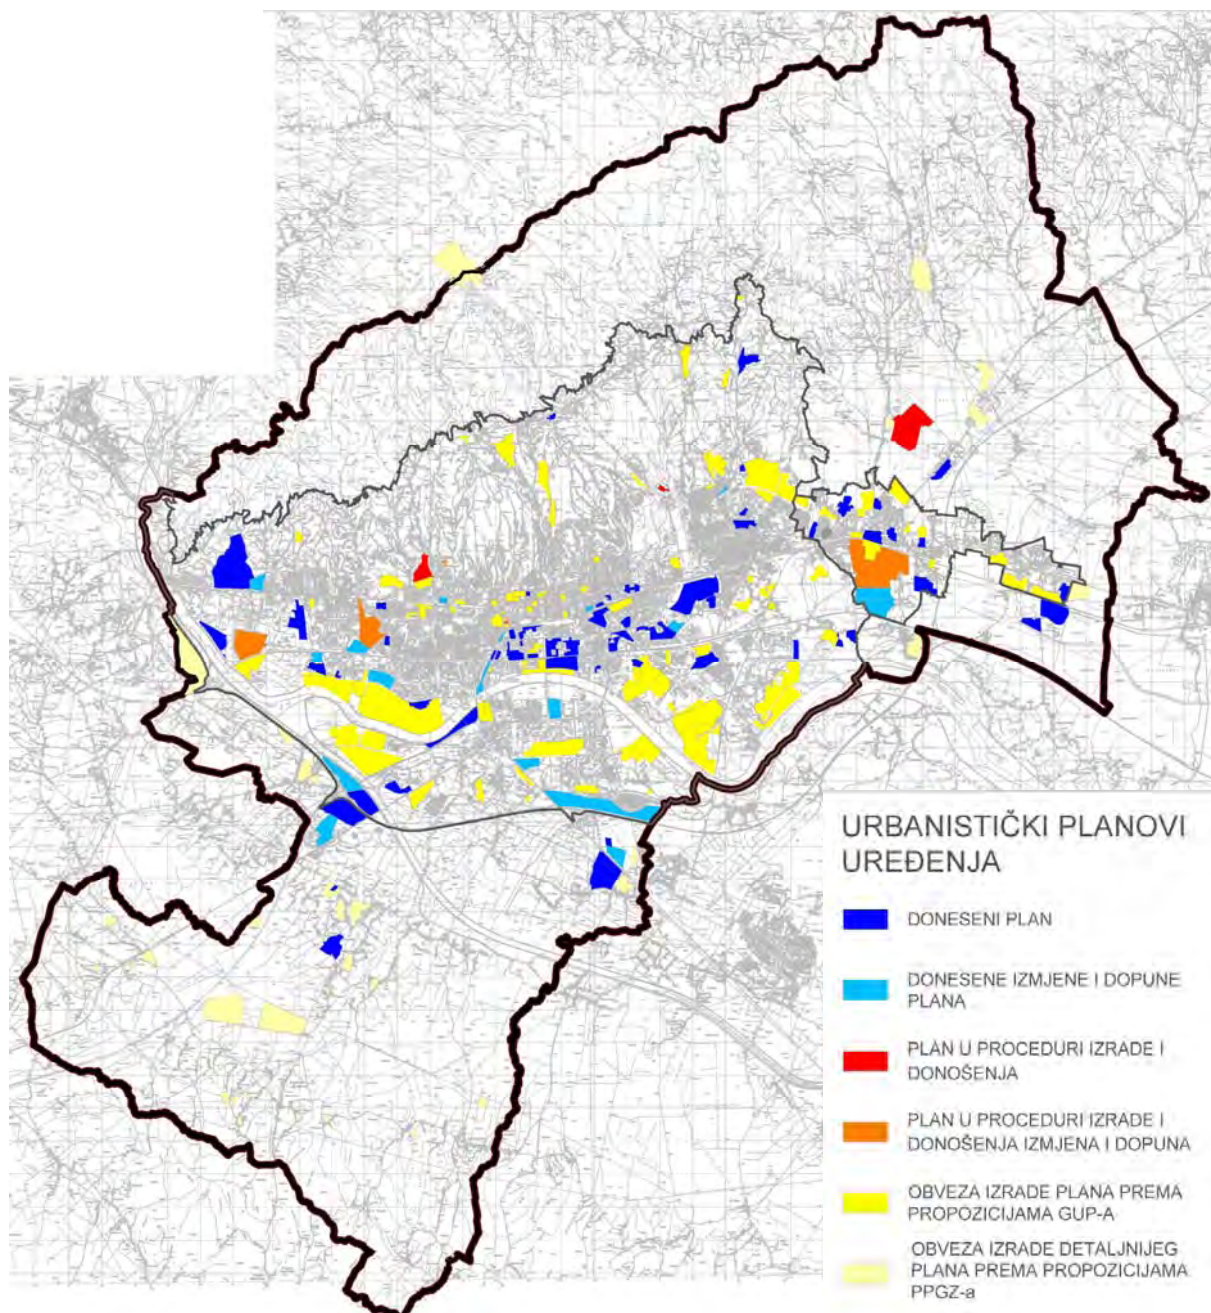 URBANISTIČKI PLANOVI
UREĐENJA
DONESENI PLAN
DONESENE IZMJENE I DOPUNE
PLANA
PLAN U PROCEDURI IZRADE I
DONOŠENJA
PLAN U PROCEDURI IZRADE I
DONOŠENJA IZMJENA I DOPUNA
OBVEZA IZRADE PLANA PREMA
PROPOZICIJAMA GUP-A
OBVEZA IZRADE DETALJNIJEG
PLANA PREMA PROPOZICIJAMA
PPGZ-a